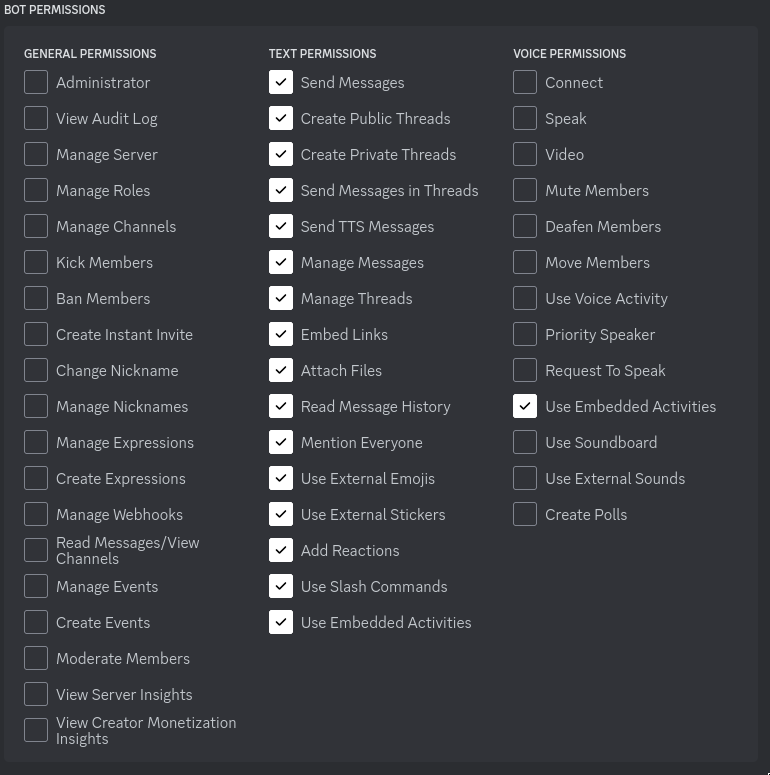 BOT PERMISSIONS
GENERAL PERMISSIONS
Administrator
View Audit Log
Manage Server
Manage Roles
Manage Channels
Kick Members
Ban Members
Create Instant Invite
Change Nickname
Manage Nicknames
Manage Expressions
Create Expressions
Manage Webhooks
Read Messages/View
Channels
Manage Events
Create Events
Moderate Members
View Server Insights
View Creator Monetization
Insights
TEXT PERMISSIONS
Send Messages
Create Public Threads
Create Private Threads
Send Messages in Threads
Send TTS Messages
Manage Messages
Manage Threads
Embed Links
Attach Files
Read Message History
Mention Everyone
Use External Emojis
Use External Stickers
Add Reactions
Use Slash Commands
Use Embedded Activities
VOICE PERMISSIONS
Connect
Speak
Video
Mute Members
Deafen Members
Move Members
Use Voice Activity
Priority Speaker
Request To Speak
Use Embedded Activities
Use Soundboard
Use External Sounds
Create Polls